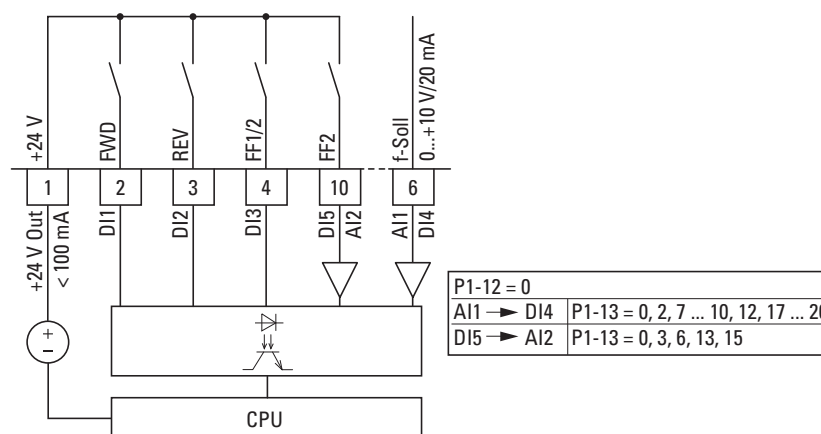 +24 V
FWD
REV
FF1/2
FF2
f-Soll
0...+10 V/20 mA
1
2
3
4
10
6
+24 V Out
< 100 mA
DI1
DI2
DI3
DI5
AI2
AI1
DI4
+
−
CPU
P1-12 = 0
AI1 → DI4 P1-13 = 0, 2, 7 ... 10, 12, 17 ...
DI5 → AI2 P1-13 = 0, 3, 6, 13, 15